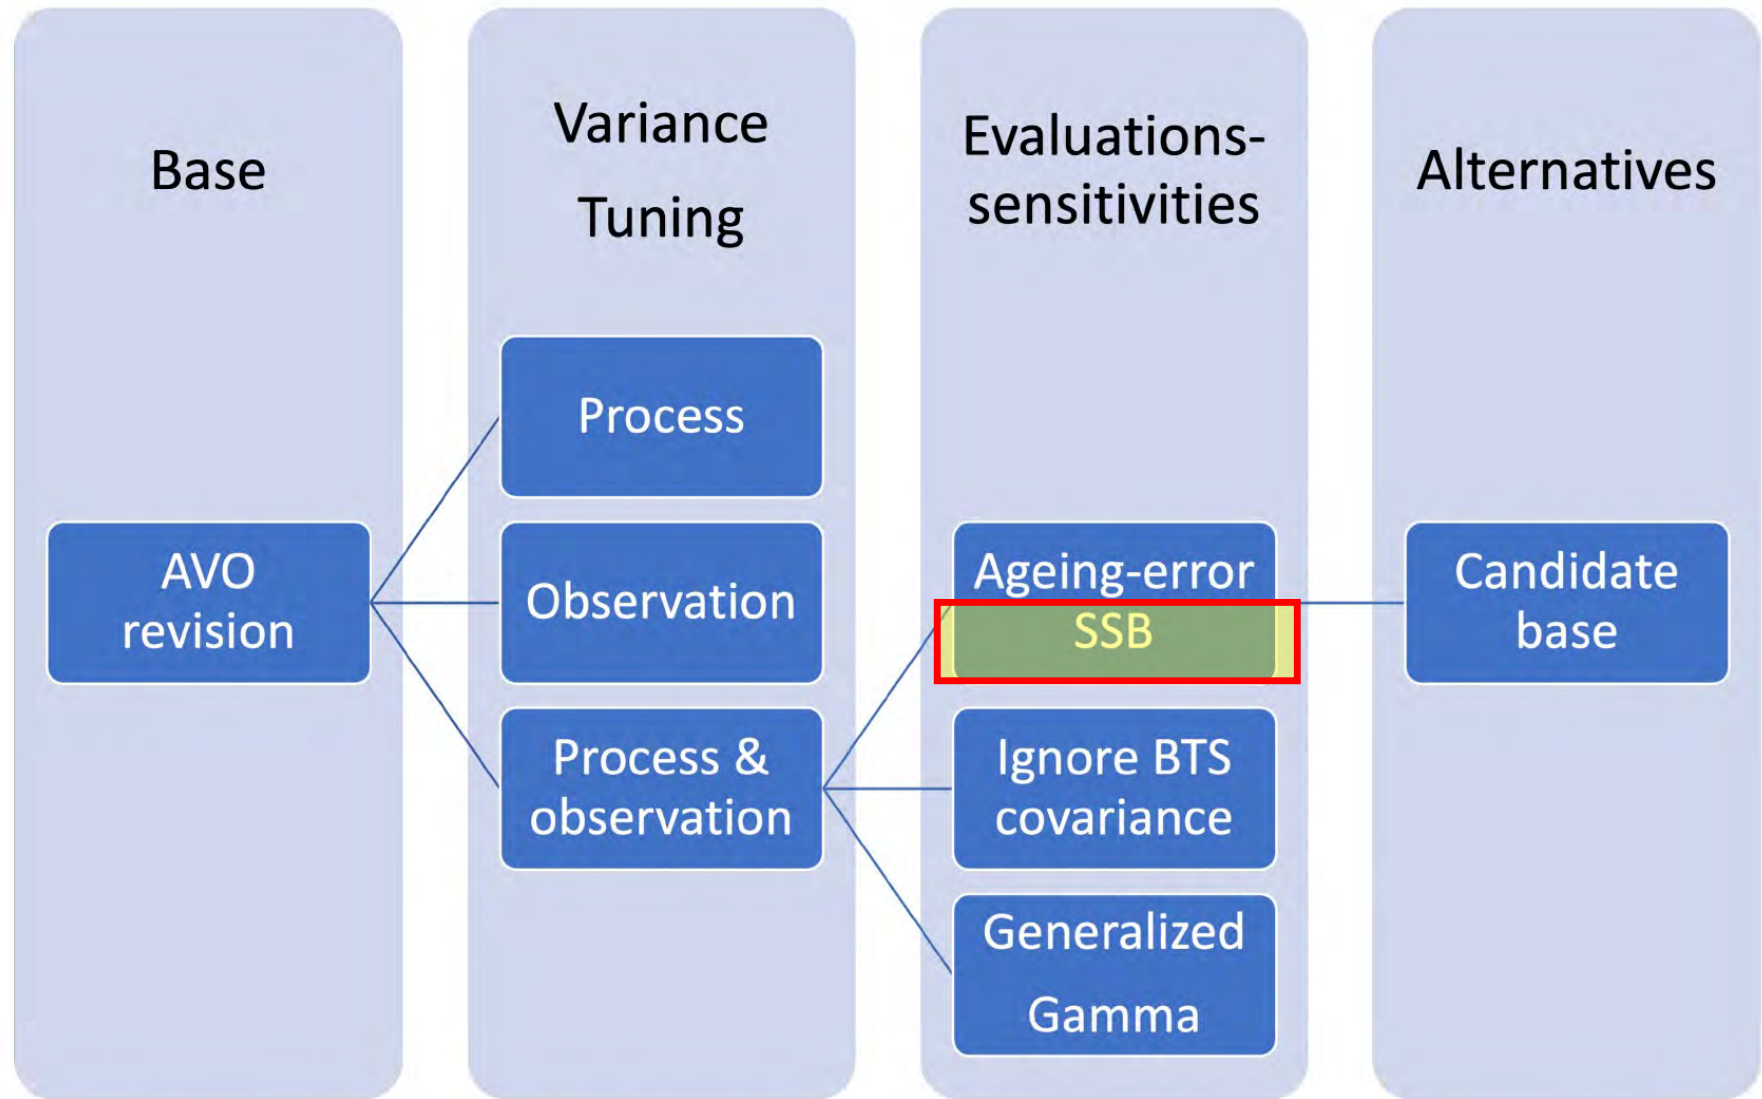 Base
Variance
Tuning
Evaluations-
sensitivities
Alternatives
AVO
revision
Process
Observation
Process &
observation
Ageing-error
SSB
Ignore BTS
covariance
Generalized
Gamma
Candidate
base